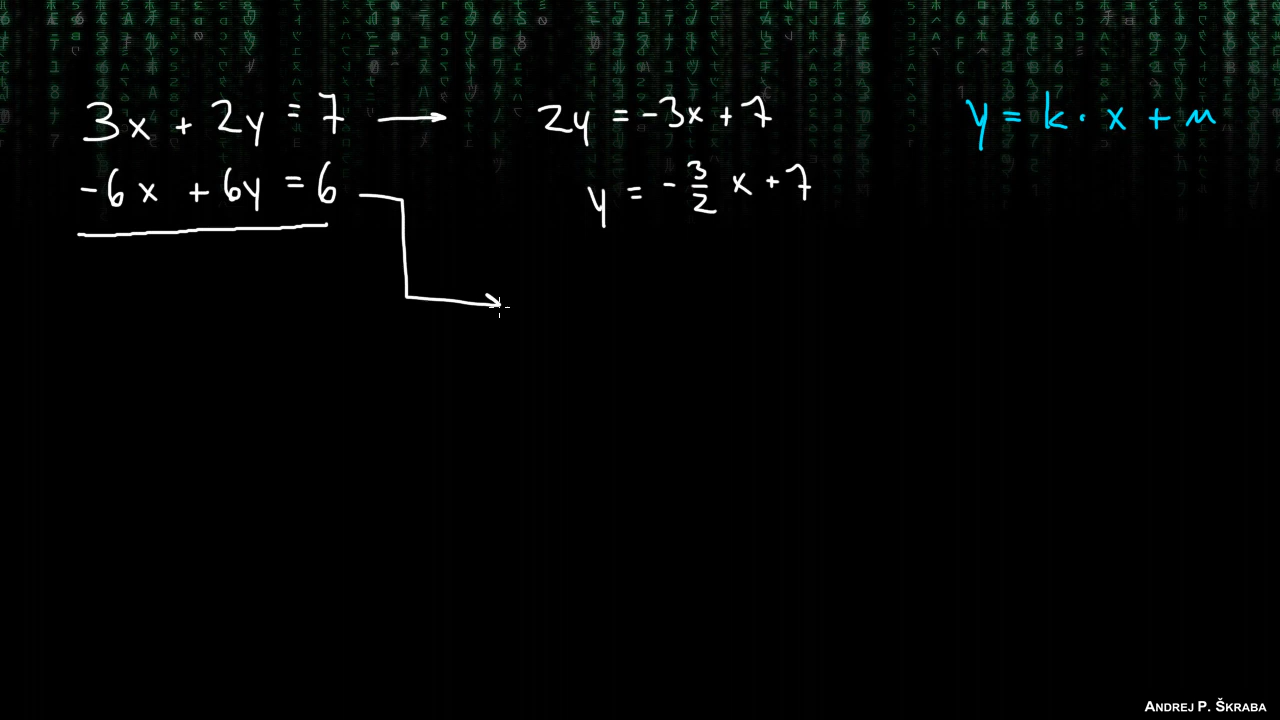 3x + 2y = 7 → 2y = -3x + 7
y = k · x + n
-6x + 6y = 6
y = -3/2 x + 7
ANDREJ P. ŠKRABA